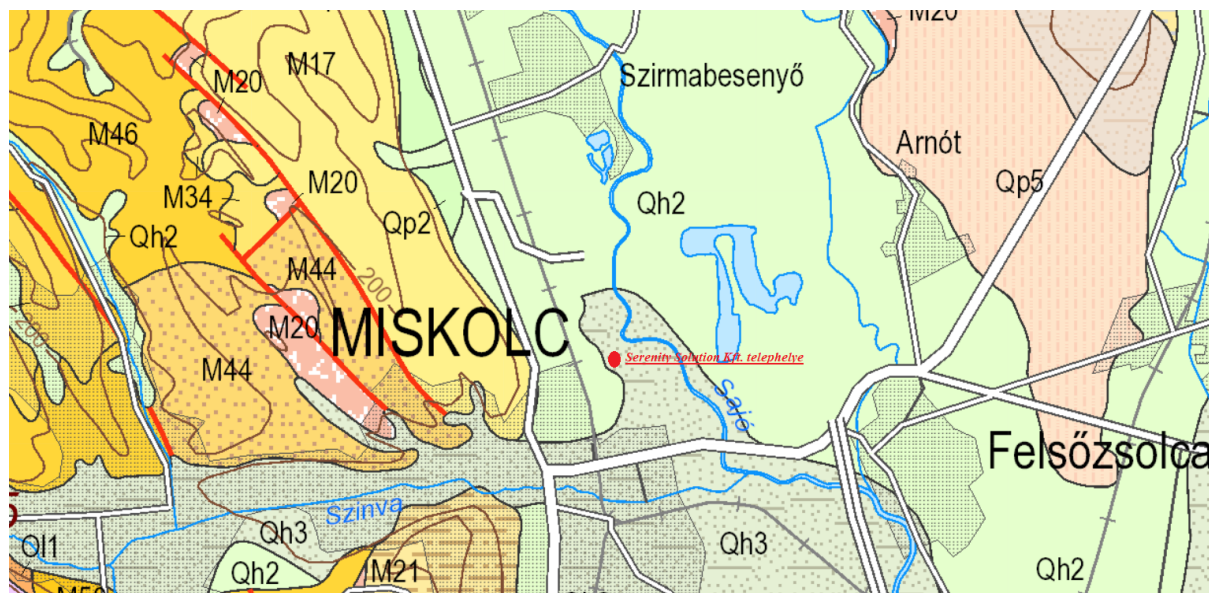 M20
M17
M20
Szirmabesenyő
M46
Arnót
M20
M34
Qp5
Qh2
Qp2
Qh2
M44
200
MISKOLC
M20
200
Serenity Solution Kft. telephelye
M44
Sajó
Felsőzsolca
Szinva
Qh3
Qh3
Ql1
Qh2
M21
Qh2